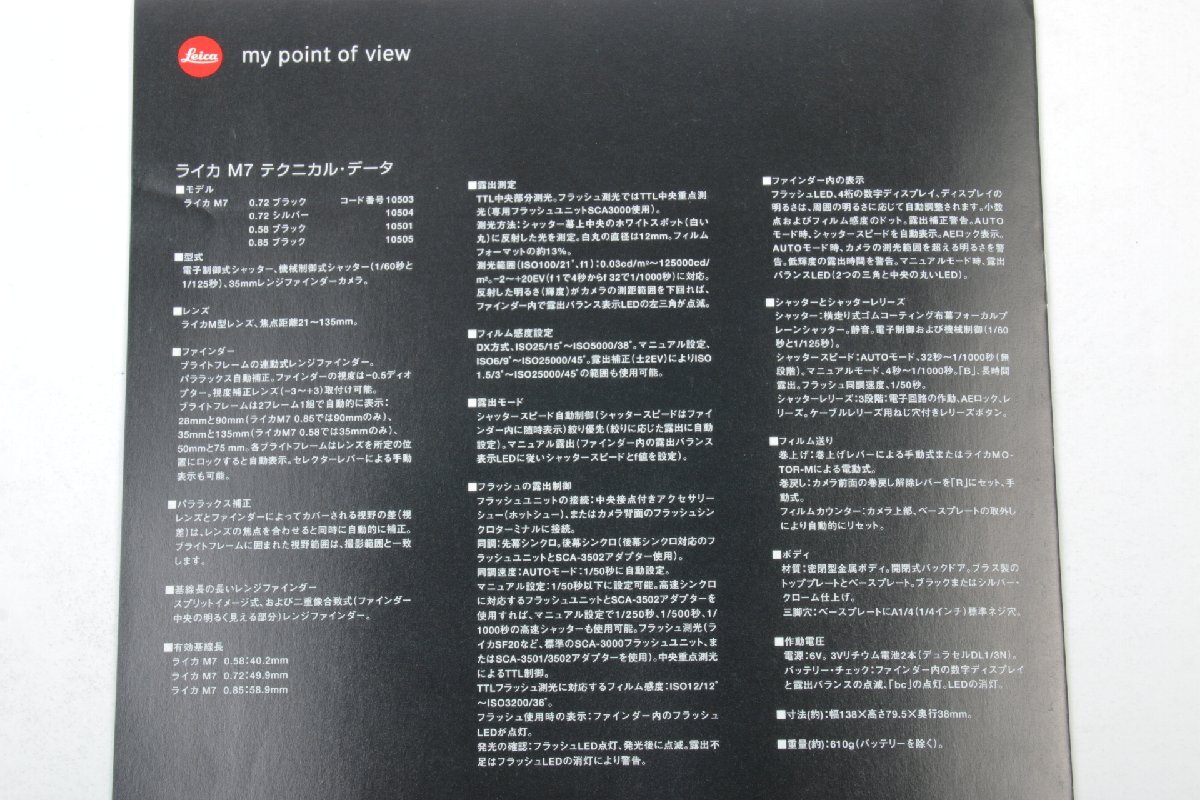 Leica my point of view
ライカ M7 テクニカル・データ
■モデル
ライカ M7 0.72 ブラック コード番号 10503
0.72 シルバー 10504
0.58 ブラック 10501
0.85 ブラック 10505
■型式
電子制御式シャッター、機械制御式シャッター(1/60秒と
1/125秒)、35mmレンジファインダーカメラ。
■レンズ
ライカM型レンズ、焦点距離21〜135mm。
■ファインダー
ブライトフレームの連動式レンジファインダー。
パララックス自動補正。ファインダーの視度は−0.5ディオ
プター。視度補正レンズ(−3〜+3)取付け可能。
ブライトフレームは2フレーム1組で自動的に表示:
28mmと90mm(ライカM7 0.85では90mmのみ)、
35mmと135mm(ライカM7 0.58では35mmのみ)、
50mmと75 mm。各ブライトフレームはレンズを所定の位
置にロックすると自動表示。セレクターレバーによる手動
表示も可能。
■パララックス補正
レンズとファインダーによってカバーされる視野の差(視
差)は、レンズの焦点を合わせると同時に自動的に補正。
ブライトフレームに囲まれた視野範囲は、撮影範囲と一致
します。
■基線長の長いレンジファインダー
スプリットイメージ式、および二重像合致式(ファインダー
中央の明るく見える部分)レンジファインダー。
■有効基線長
ライカ M7 0.58:40.2mm
ライカ M7 0.72:49.9mm
ライカ M7 0.85:58.9mm
■露出測定
TTL中央部分測光。フラッシュ測光ではTTL中央重点測
光(専用フラッシュユニットSCA3000使用)。
測光方法:シャッター幕上中央のホワイトスポット(白い
丸)に反射した光を測定。白丸の直径は12mm。フィルム
フォーマットの約13%。
測光範囲(ISO100/21°、f1):0.03cd/m²〜125000cd/
m²。−2〜+20EV(f1で4秒からf32で1/1000秒)に対応。
反射した明るさ(輝度)がカメラの測距範囲を下回れば、
ファインダー内で露出バランス表示LEDの左三角が点滅。
■フィルム感度設定
DX方式、ISO25/15°〜ISO5000/38°。マニュアル設定、
ISO6/9°〜ISO25000/45°。露出補正(±2EV)によりISO
1.5/3°〜ISO25000/45°の範囲も使用可能。
■露出モード
シャッタースピード自動制御(シャッタースピードはファイ
ンダー内に随時表示)絞り優先(絞りに応じた露出に自動
設定)。マニュアル露出(ファインダー内の露出バランス
表示LEDに従いシャッタースピードとf値を設定)。
■フラッシュの露出制御
フラッシュユニットの接続:中央接点付きアクセサリー
シュー(ホットシュー)、またはカメラ背面のフラッシュシン
クロターミナルに接続。
同調:先幕シンクロ。後幕シンクロ(後幕シンクロ対応のフ
ラッシュユニットとSCA-3502アダプター使用)。
同調速度:AUTOモード:1/50秒に自動設定、
マニュアル設定:1/50秒以下に設定可能。高速シンクロ
に対応するフラッシュユニットとSCA-3502アダプターを
使用すれば、マニュアル設定で1/250秒、1/500秒、1/
1000秒の高速シャッターも使用可能。フラッシュ測光(ラ
イカSF20など、標準のSCA-3000フラッシュユニット、ま
たはSCA-3501/3502アダプターを使用)。中央重点測光
によるTTL制御。
TTLフラッシュ測光に対応するフィルム感度:ISO12/12°
〜ISO3200/36°。
フラッシュ使用時の表示:ファインダー内のフラッシュ
LEDが点灯。
発光の確認:フラッシュLED点灯、発光後に点滅。露出不
足はフラッシュLEDの消灯により警告。
■ファインダー内の表示
フラッシュLED、4桁の数字ディスプレイ、ディスプレイの
明るさは、周囲の明るさに応じて自動調整されます。小数
点およびフィルム感度のドット。露出補正警告。AUTO
モード時、シャッタースピードを自動表示。AEロック表示。
AUTOモード時、カメラの測光範囲を超える明るさを警
告。低輝度の露出時間を警告。マニュアルモード時、露出
バランスLED(2つの三角と中央の丸いLED)。
■シャッターとシャッターレリーズ
シャッター:横走り式ゴムコーティング布幕フォーカルプ
レーンシャッター。静音。電子制御および機械制御(1/60
秒と1/125秒)。
シャッタースピード:AUTOモード、32秒〜1/1000秒(無
段階)、マニュアルモード、4秒〜1/1000秒。「B」、長時間
露出。フラッシュ同調速度、1/50秒。
シャッターレリーズ:3段階:電子回路の作動、AEロック、レ
リーズ。ケーブルレリーズ用ねじ穴付きレリーズボタン。
■フィルム送り
巻上げ:巻上げレバーによる手動式またはライカMO-
TOR-Mによる電動式。
巻戻し:カメラ前面の巻戻し解除レバーを「R」にセット、手
動式。
フィルムカウンター:カメラ上部、ベースプレートの取外し
により自動的にリセット。
■ボディ
材質:密閉型金属ボディ。開閉式バックドア。ブラス製の
トッププレートとベースプレート。ブラックまたはシルバー・
クローム仕上げ。
三脚穴:ベースプレートにA1/4(1/4インチ)標準ネジ穴。
■作動電圧
電源:6V。3Vリチウム電池2本(デュラセルDL1/3N)。
バッテリー・チェック:ファインダー内の数字ディスプレイ
と露出バランスの点滅、「bc」の点灯。LEDの消灯。
■寸法(約):幅138×高さ79.5×奥行38mm。
■重量(約):610g(バッテリーを除く)。